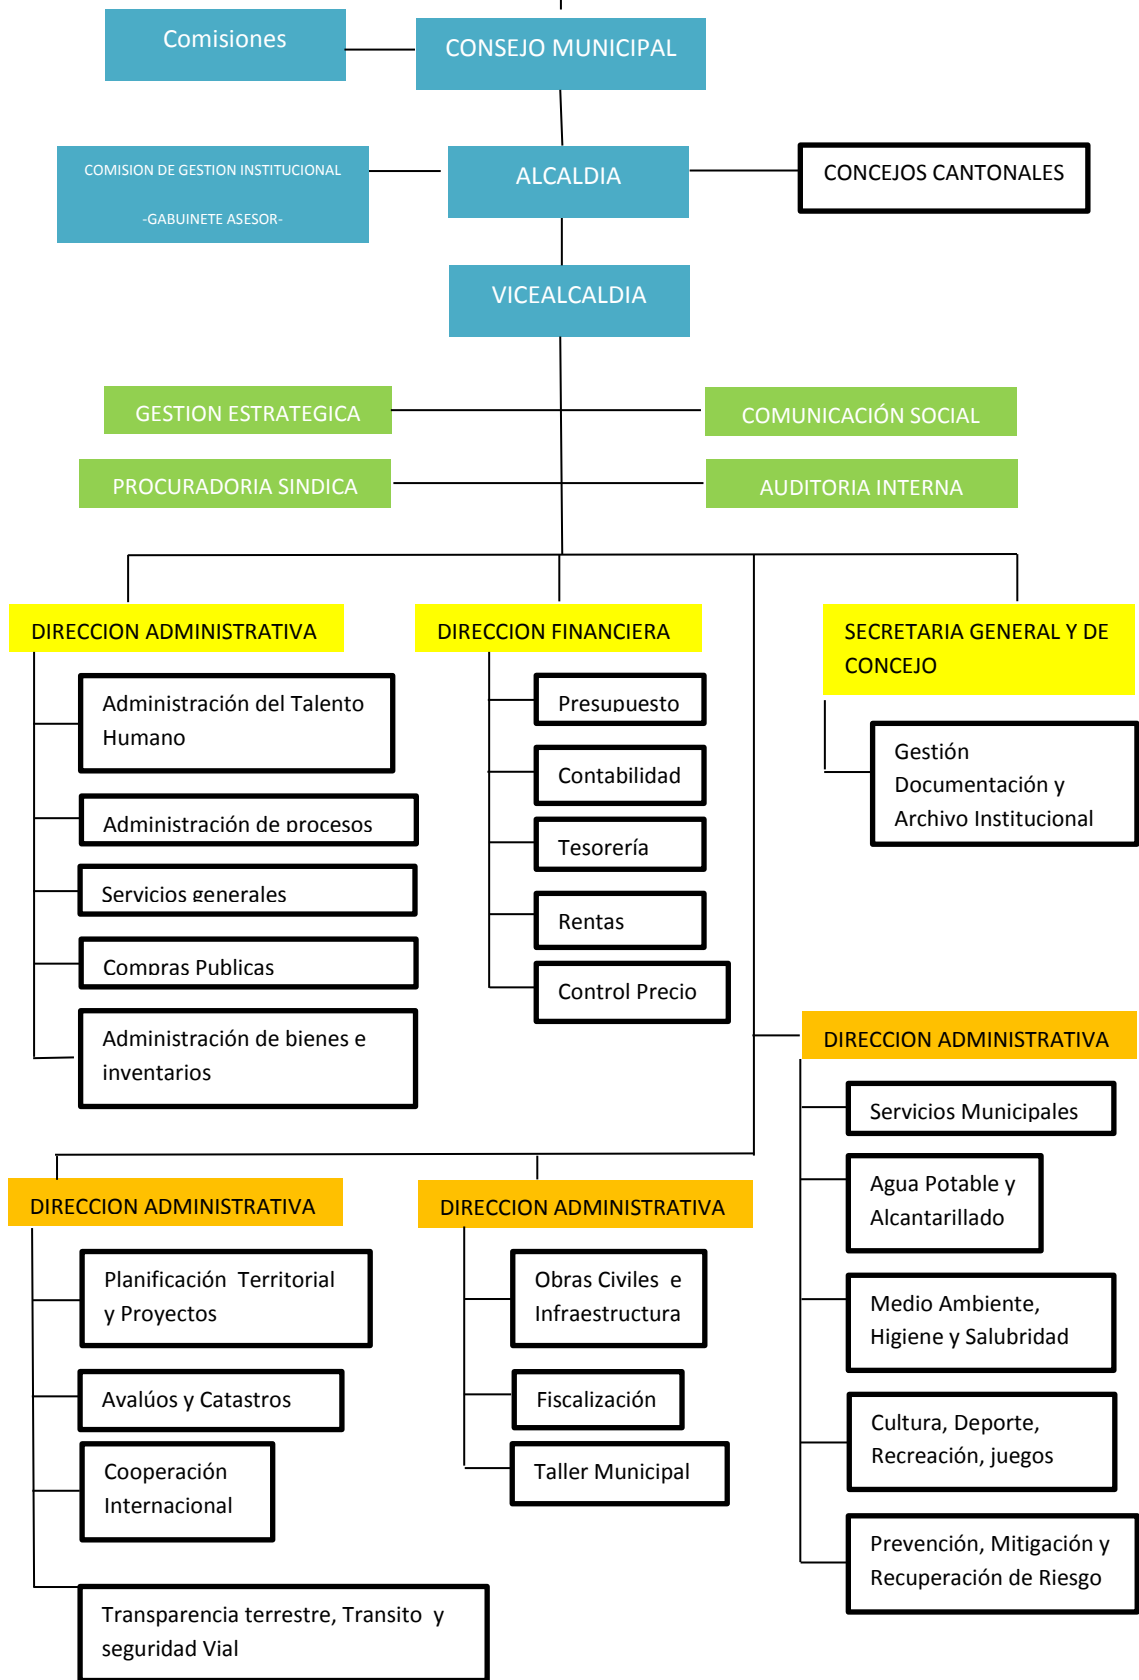 Comisiones
CONSEJO MUNICIPAL
COMISION DE GESTION INSTITUCIONAL
-GABUINETE ASESOR-
ALCALDIA
CONCEJOS CANTONALES
VICEALCALDIA
GESTION ESTRATEGICA
COMUNICACIÓN SOCIAL
PROCURADORIA SINDICA
AUDITORIA INTERNA
DIRECCION ADMINISTRATIVA
Administración del Talento
Humano
Administración de procesos
Servicios generales
Compras Publicas
Administración de bienes e
inventarios
DIRECCION FINANCIERA
Presupuesto
Contabilidad
Tesorería
Rentas
Control Precio
SECRETARIA GENERAL Y DE
CONCEJO
Gestión
Documentación y
Archivo Institucional
DIRECCION ADMINISTRATIVA
Planificación  Territorial
y Proyectos
Avalúos y Catastros
Cooperación
Internacional
Transparencia terrestre, Transito  y
seguridad Vial
DIRECCION ADMINISTRATIVA
Obras Civiles  e
Infraestructura
Fiscalización
Taller Municipal
DIRECCION ADMINISTRATIVA
Servicios Municipales
Agua Potable y
Alcantarillado
Medio Ambiente,
Higiene y Salubridad
Cultura, Deporte,
Recreación, juegos
Prevención, Mitigación y
Recuperación de Riesgo